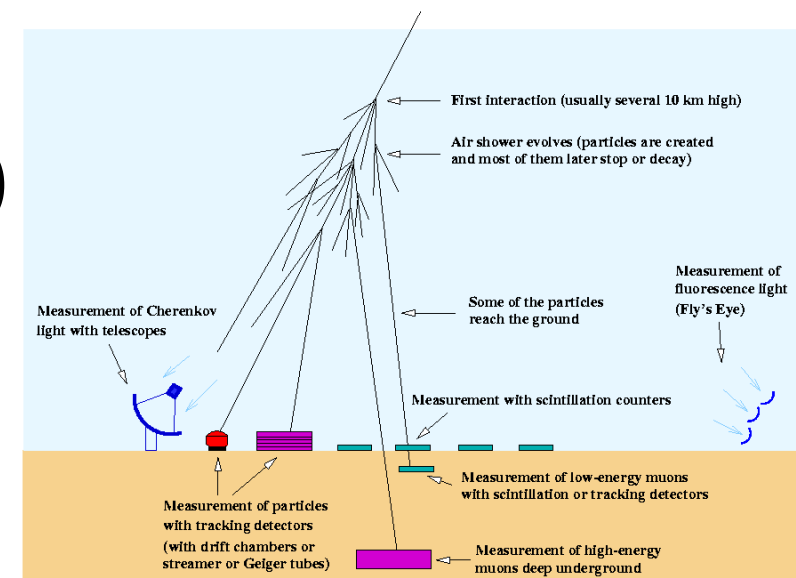 First interaction (usually several 10 km high)
Air shower evolves (particles are created
and most of them later stop or decay)
Measurement of
fluorescence light
(Fly's Eye)
Measurement of Cherenkov
light with telescopes
Some of the particles
reach the ground
Measurement with scintillation counters
Measurement of low-energy muons
with scintillation or tracking detectors
Measurement of particles
with tracking detectors
(with drift chambers or
streamer or Geiger tubes)
Measurement of high-energy
muons deep underground
)